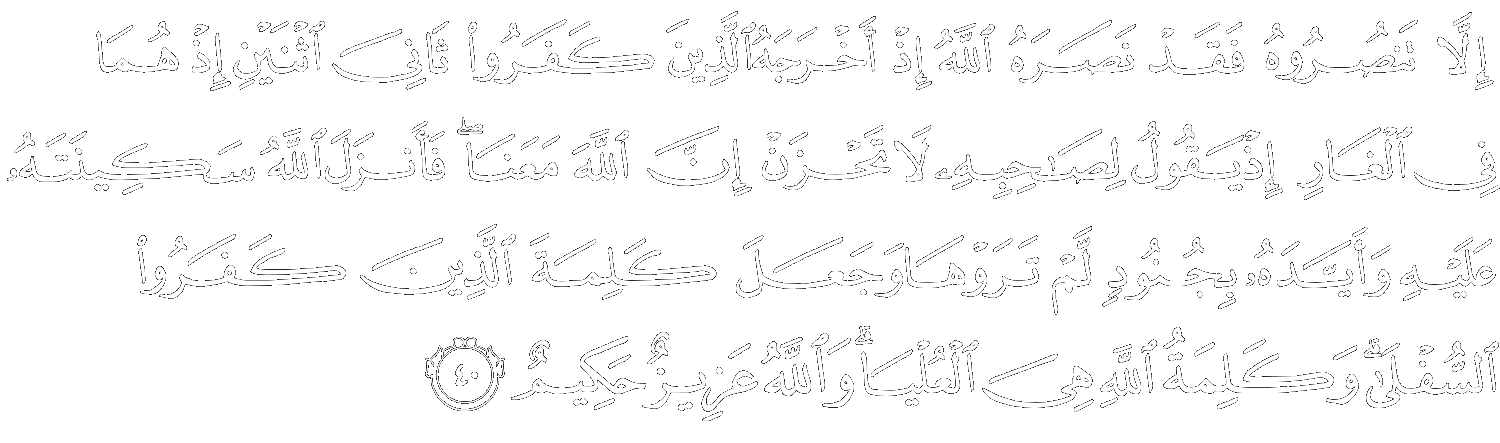 إِلَّا تَنصُرُوهُ فَقَدْ نَصَرَهُ ٱللَّهُ إِذْ أَخْرَجَهُ ٱلَّذِينَ كَفَرُوا۟ ثَانِىَ ٱثْنَيْنِ إِذْ هُمَا
فِى ٱلْغَارِ إِذْ يَقُولُ لِصَـٰحِبِهِۦ لَا تَحْزَنْ إِنَّ ٱللَّهَ مَعَنَا ۖ فَأَنزَلَ ٱللَّهُ سَكِينَتَهُۥ
عَلَيْهِ وَأَيَّدَهُۥ بِجُنُودٍ لَّمْ تَرَوْهَا وَجَعَلَ كَلِمَةَ ٱلَّذِينَ كَفَرُوا۟
ٱلسُّفْلَىٰ ۗ وَكَلِمَةُ ٱللَّهِ هِىَ ٱلْعُلْيَا ۗ وَٱللَّهُ عَزِيزٌ حَكِيمٌ ٤٠